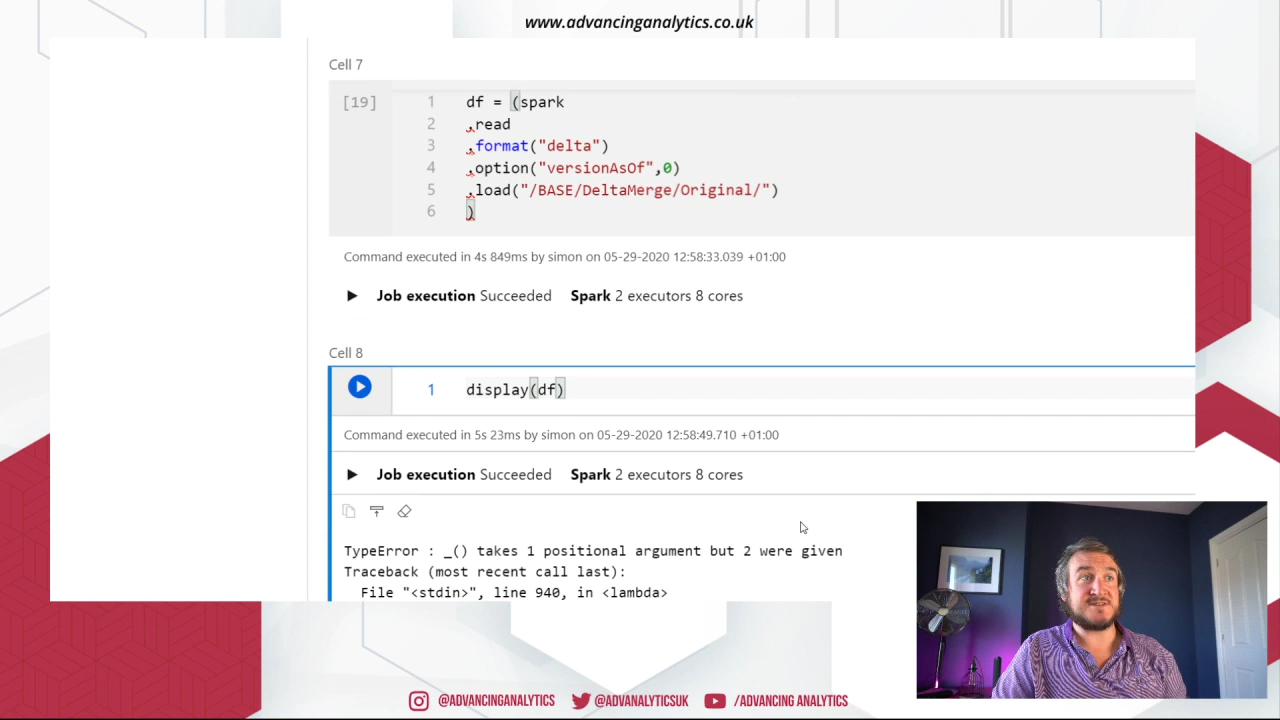 www.advancinganalytics.co.uk
Cell 7
[19]
1 df = (spark
2 .read
3 .format("delta")
4 .option("versionAsOf",0)
5 .load("/BASE/DeltaMerge/Original/")
6 )
Command executed in 4s 849ms by simon on 05-29-2020 12:58:33.039 +01:00
Job execution Succeeded Spark 2 executors 8 cores
Cell 8
1 display(df)
Command executed in 5s 23ms by simon on 05-29-2020 12:58:49.710 +01:00
Job execution Succeeded Spark 2 executors 8 cores
TypeError : _() takes 1 positional argument but 2 were given
Traceback (most recent call last):
File "<stdin>", line 940, in <lambda>
@ADVANCINGANALYTICS @ADVANALYTICSUK /ADVANCING ANALYTICS